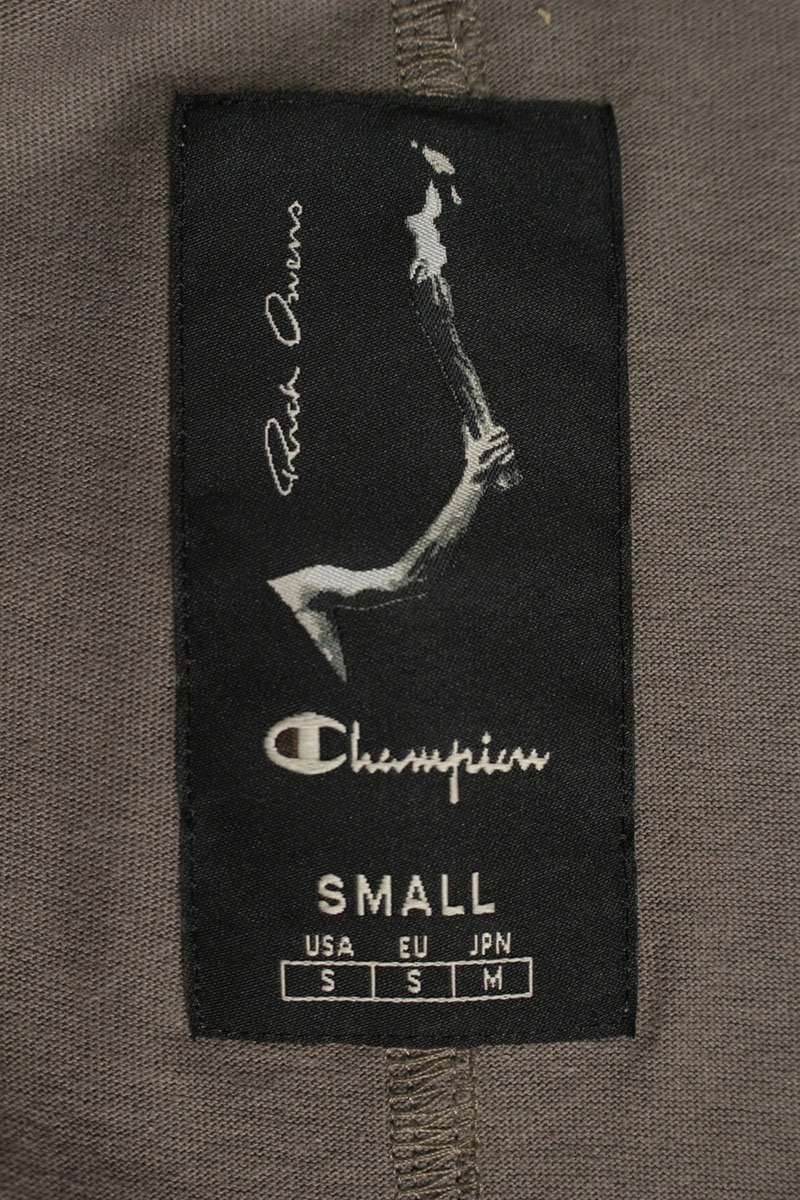 Rick Owens
Champion
SMALL
USA EU JPN
S S M